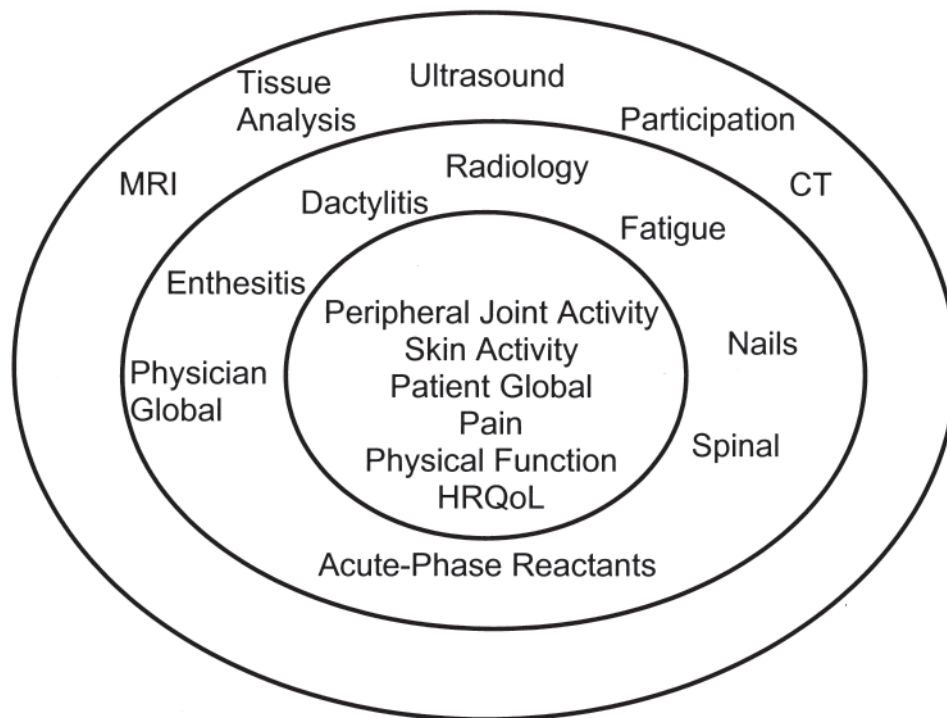 Tissue
Analysis
Ultrasound
Participation
MRI
CT
Radiology
Dactylitis
Fatigue
Enthesitis
Nails
Physician
Global
Spinal
Peripheral Joint Activity
Skin Activity
Patient Global
Pain
Physical Function
HRQoL
Acute-Phase Reactants